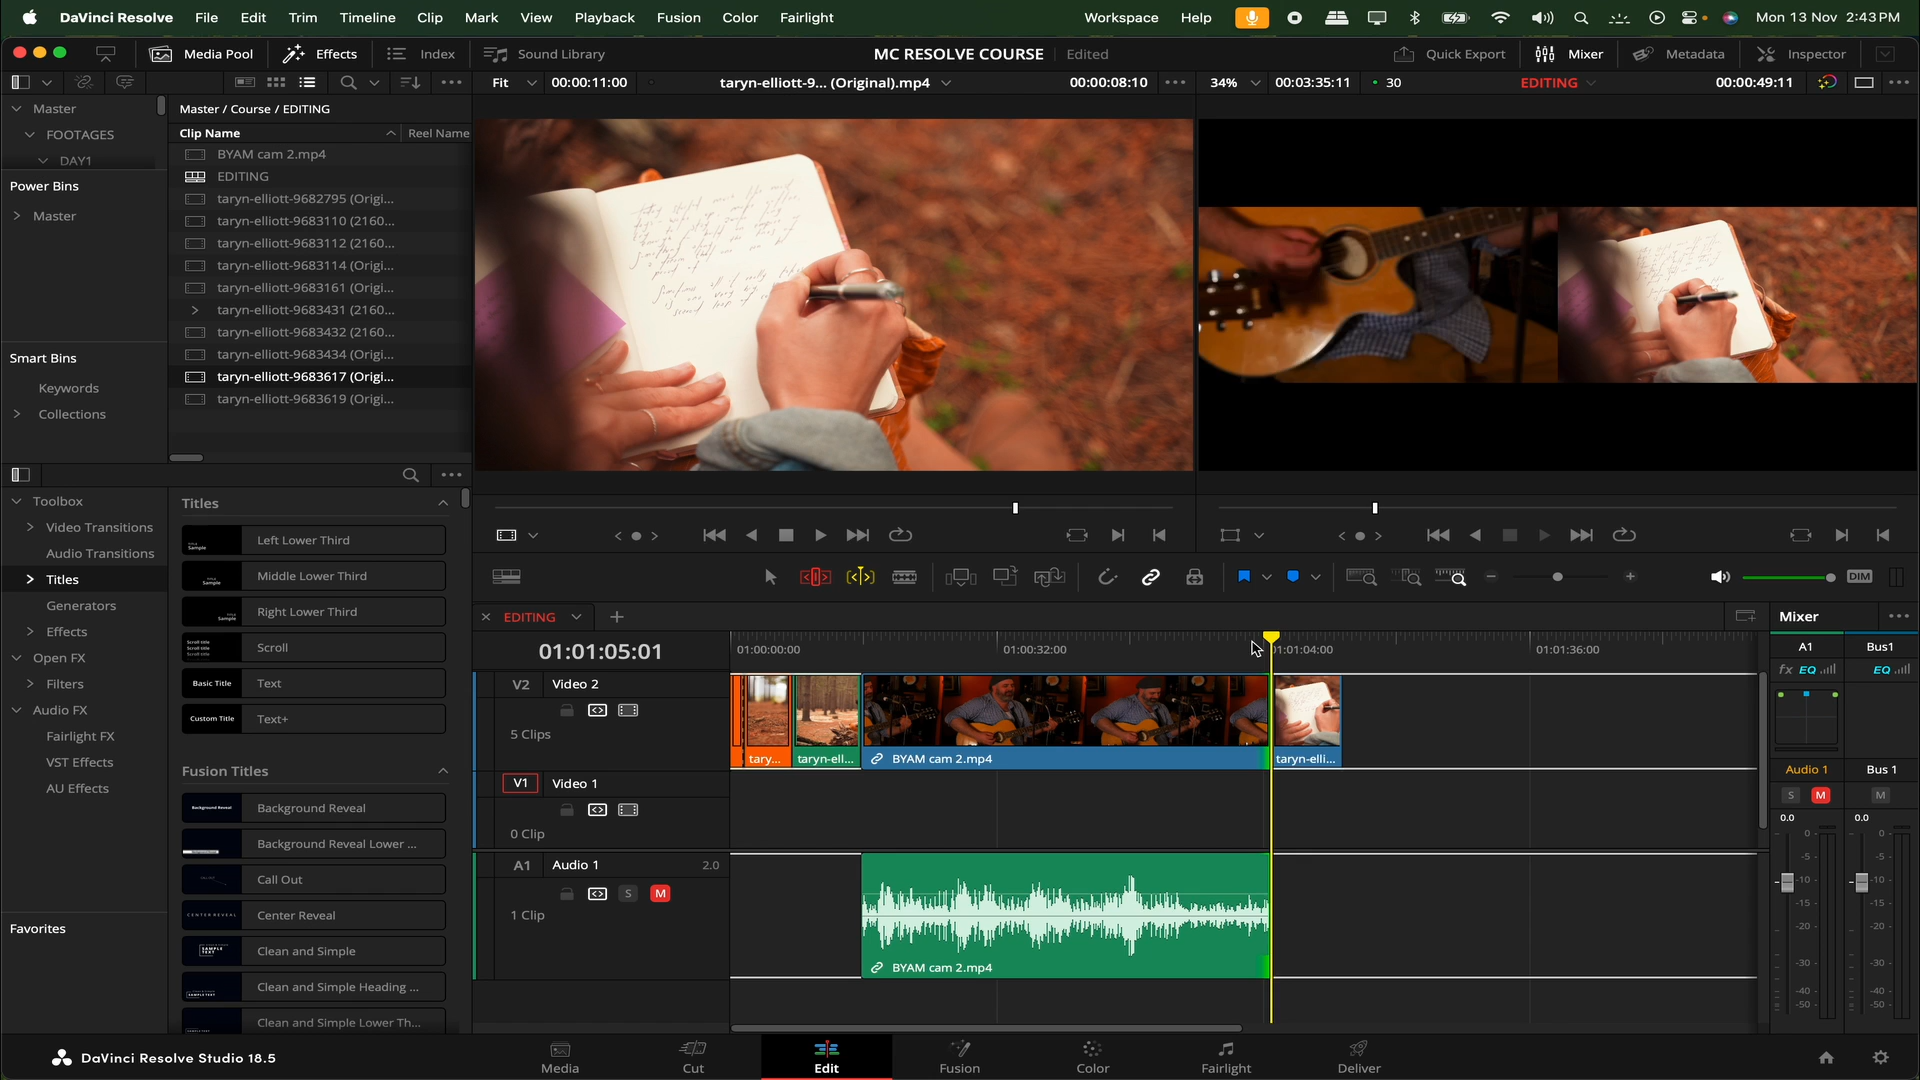 DaVinci Resolve File Edit Trim Timeline Clip Mark View Playback Fusion Color Fairlight Workspace Help Mon 13 Nov 2:43 PM
Media Pool Effects Index Sound Library MC RESOLVE COURSE Edited Quick Export Mixer Metadata Inspector
Fit 00:00:11:00 taryn-elliott-9... (Original).mp4 00:00:08:10 34% 00:03:35:11 30 EDITING 00:00:49:11
Master
FOOTAGES
DAY1
Power Bins
Master
Smart Bins
Keywords
Collections
Master / Course / EDITING
Clip Name Reel Name
BYAM cam 2.mp4
EDITING
taryn-elliott-9682795 (Origi...
taryn-elliott-9683110 (2160...
taryn-elliott-9683112 (2160...
taryn-elliott-9683114 (Origi...
taryn-elliott-9683161 (Origi...
taryn-elliott-9683431 (2160...
taryn-elliott-9683432 (2160...
taryn-elliott-9683434 (Origi...
taryn-elliott-9683617 (Origi...
taryn-elliott-9683619 (Origi...
Toolbox
Video Transitions
Audio Transitions
Titles
Generators
Effects
Open FX
Filters
Audio FX
Fairlight FX
VST Effects
AU Effects
Favorites
Titles
Left Lower Third
Middle Lower Third
Right Lower Third
Scroll
Basic Title Text
Custom Title Text+
Fusion Titles
Background Reveal
Background Reveal Lower ...
Call Out
CENTER REVEAL Center Reveal
Clean and Simple
Clean and Simple Heading ...
Clean and Simple Lower Th...
DIM
EDITING
01:01:05:01
01:00:00:00 01:00:32:00 01:01:04:00 01:01:36:00
V2 Video 2
5 Clips
tary... taryn-ell... BYAM cam 2.mp4 taryn-elli...
V1 Video 1
0 Clip
A1 Audio 1 2.0
S M
1 Clip
BYAM cam 2.mp4
Mixer
A1 Bus1
fx EQ EQ
Audio 1 Bus 1
S M M
0.0 0.0
0 0
-5 -5
-10 -10
-15 -15
-20 -20
-30 -30
-40 -40
-50 -50
DaVinci Resolve Studio 18.5
Media Cut Edit Fusion Color Fairlight Deliver